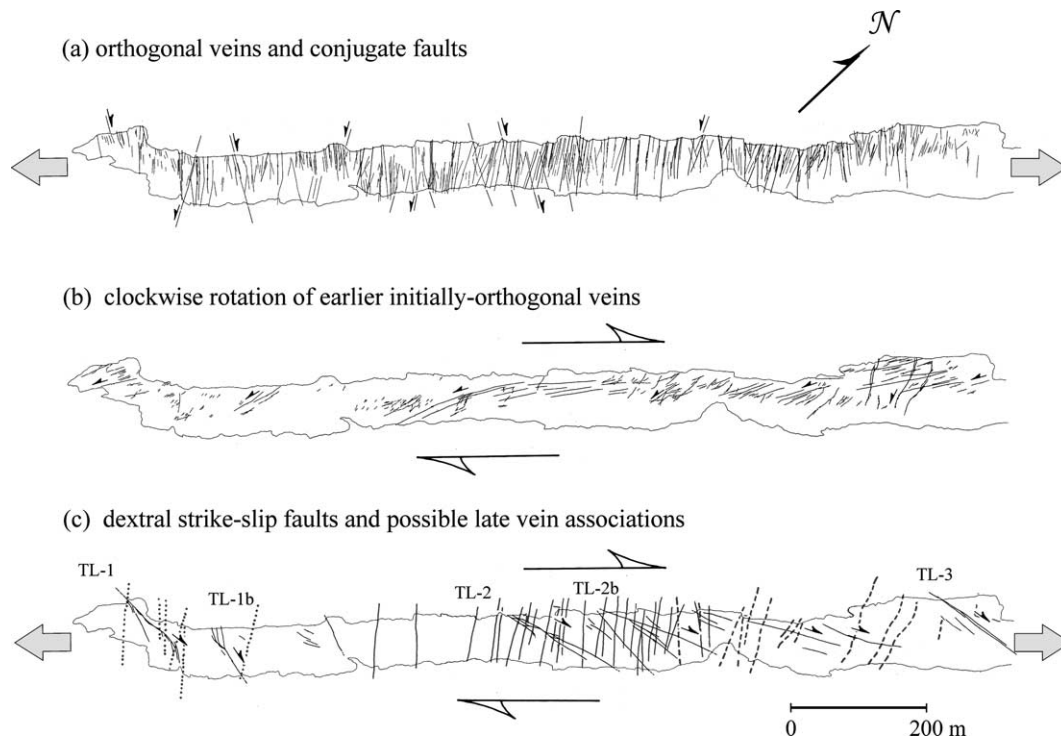 (a) orthogonal veins and conjugate faults
N
(b) clockwise rotation of earlier initially-orthogonal veins
(c) dextral strike-slip faults and possible late vein associations
TL-1
TL-1b
TL-2
TL-2b
TL-3
0 200 m